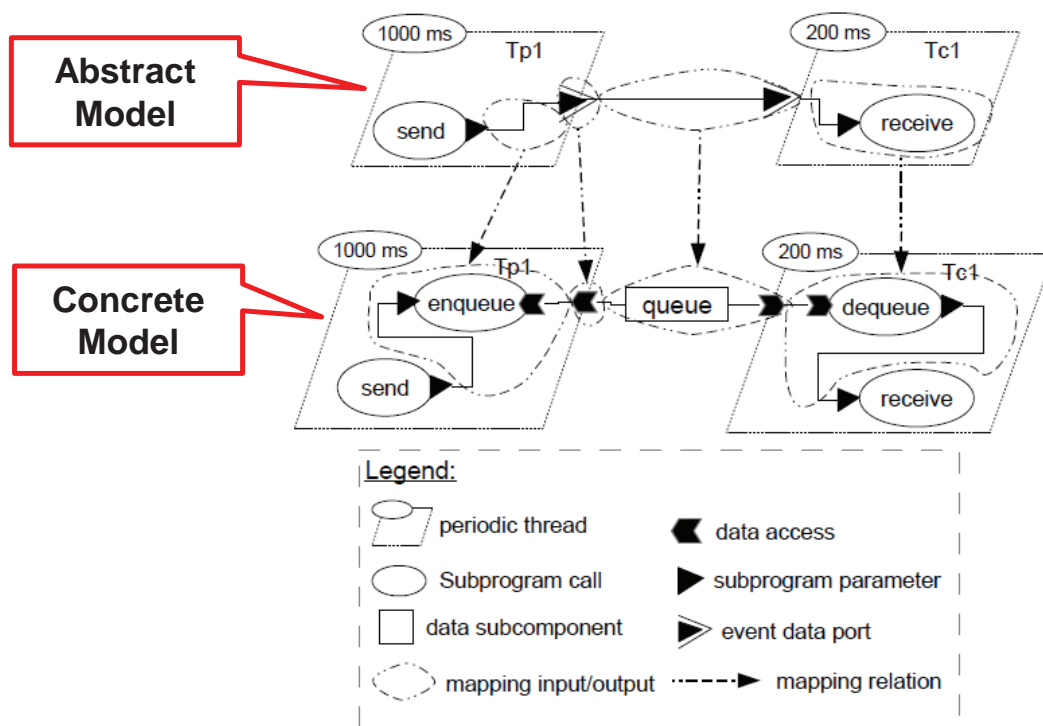 Abstract
Model
1000 ms
Tp1
send
200 ms
Tc1
receive
Concrete
Model
1000 ms
Tp1
enqueue
send
queue
200 ms
Tc1
dequeue
receive
Legend:
periodic thread
data access
Subprogram call
subprogram parameter
data subcomponent
event data port
mapping input/output
mapping relation